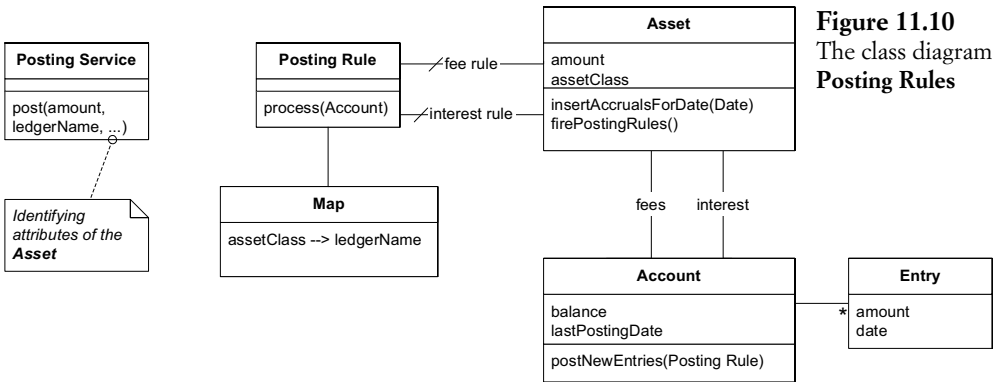 Figure 11.10
The class diagram
Posting Rules
Posting Service
post(amount,
ledgerName, ...)
Identifying
attributes of the
Asset
Posting Rule
process(Account)
fee rule
interest rule
Map
assetClass --> ledgerName
Asset
amount
assetClass
insertAccrualsForDate(Date)
firePostingRules()
fees
interest
Account
balance
lastPostingDate
postNewEntries(Posting Rule)
*
Entry
amount
date